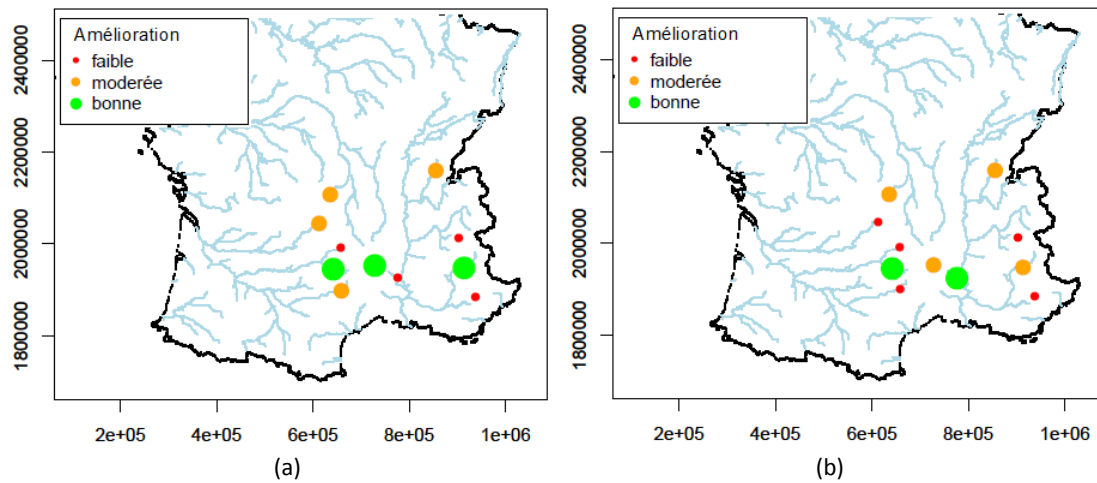 Amélioration
faible
moderée
bonne
2400000
2200000
2000000
1800000
2e+05 4e+05 6e+05 8e+05 1e+06
(a)
Amélioration
faible
moderée
bonne
2400000
2200000
2000000
1800000
2e+05 4e+05 6e+05 8e+05 1e+06
(b)